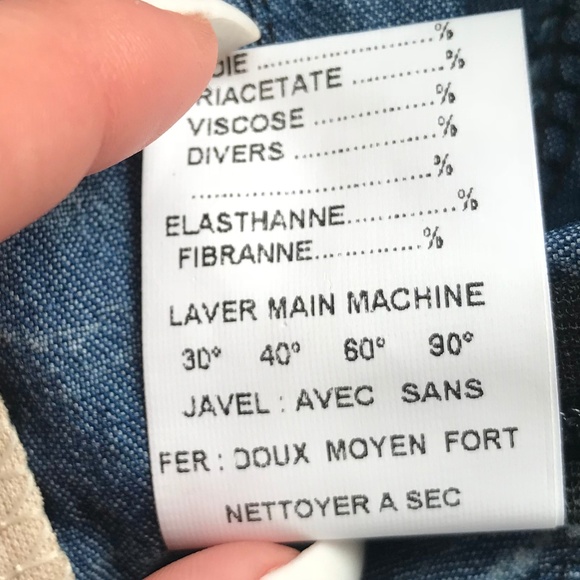 OIE ..............................%
RIACETATE ................%
VISCOSE ......................%
DIVERS .........................%
............................................%
ELASTHANNE....................%
FIBRANNE....................%
LAVER MAIN MACHINE
30° 40° 60° 90°
JAVEL : AVEC SANS
FER : DOUX MOYEN FORT
NETTOYER A SEC